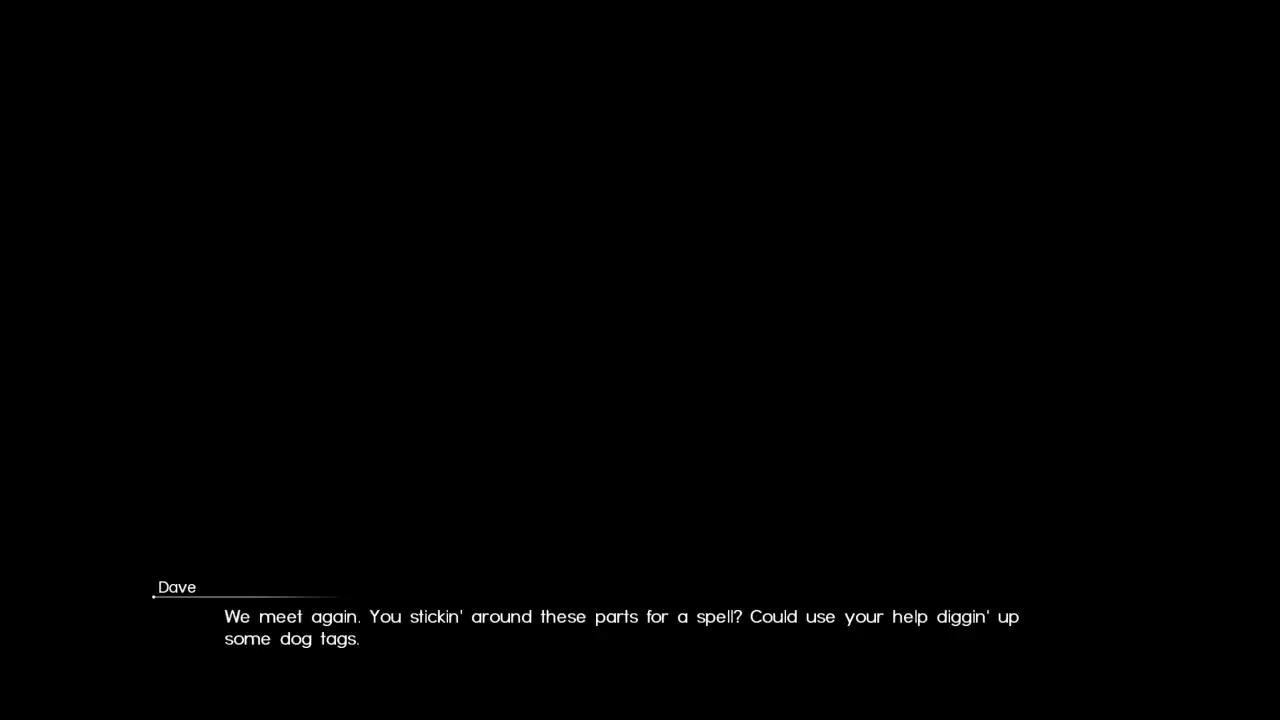 Dave
We meet again. You stickin' around these parts for a spell? Could use your help diggin' up
some dog tags.